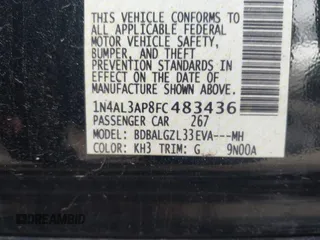 THIS VEHICLE CONFORMS TO
ALL APPLICABLE FEDERAL
MOTOR VEHICLE SAFETY,
BUMPER, AND THEFT
PREVENTION STANDARDS
IN EFFECT ON THE DATE OF
MANUFACTURE SHOWN ABOVE.
1N4AL3AP8FC483436
PASSENGER CAR 267
MODEL: BDBALGZL33EVA---MH
COLOR: KH3 TRIM: G 9N00A
DREAMBID